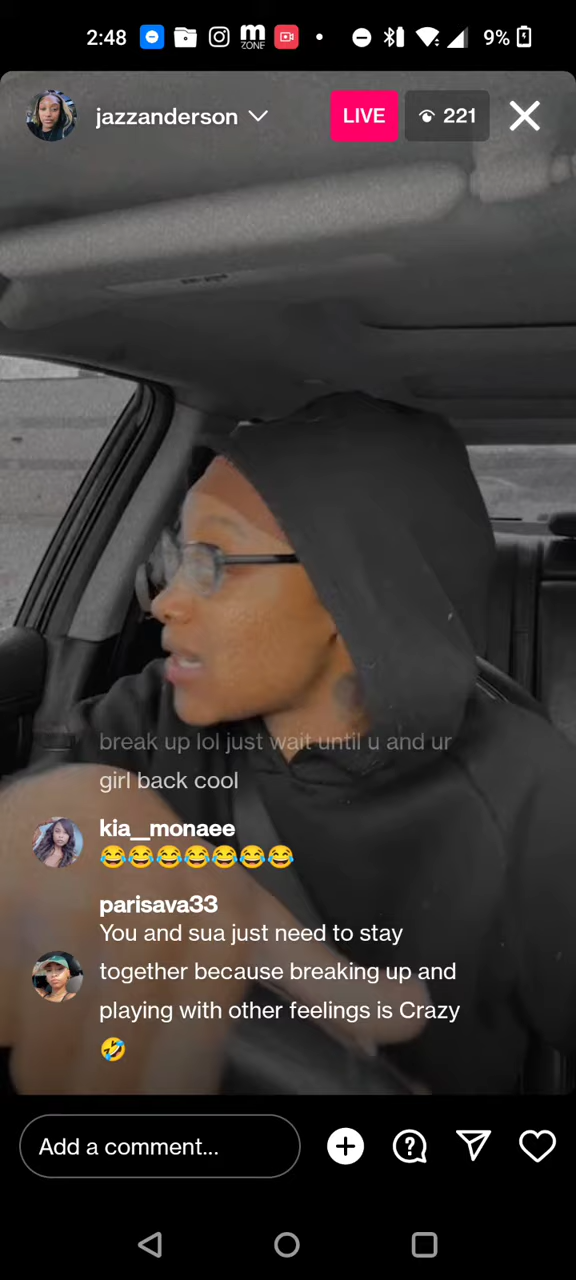 2:48
m
ZONE
9%
jazzanderson
LIVE
221
break up lol just wait until u and ur
girl back cool
kia__monaee
😂😂😂😂😂😂😂
parisava33
You and sua just need to stay
together because breaking up and
playing with other feelings is Crazy
🤣
Add a comment...